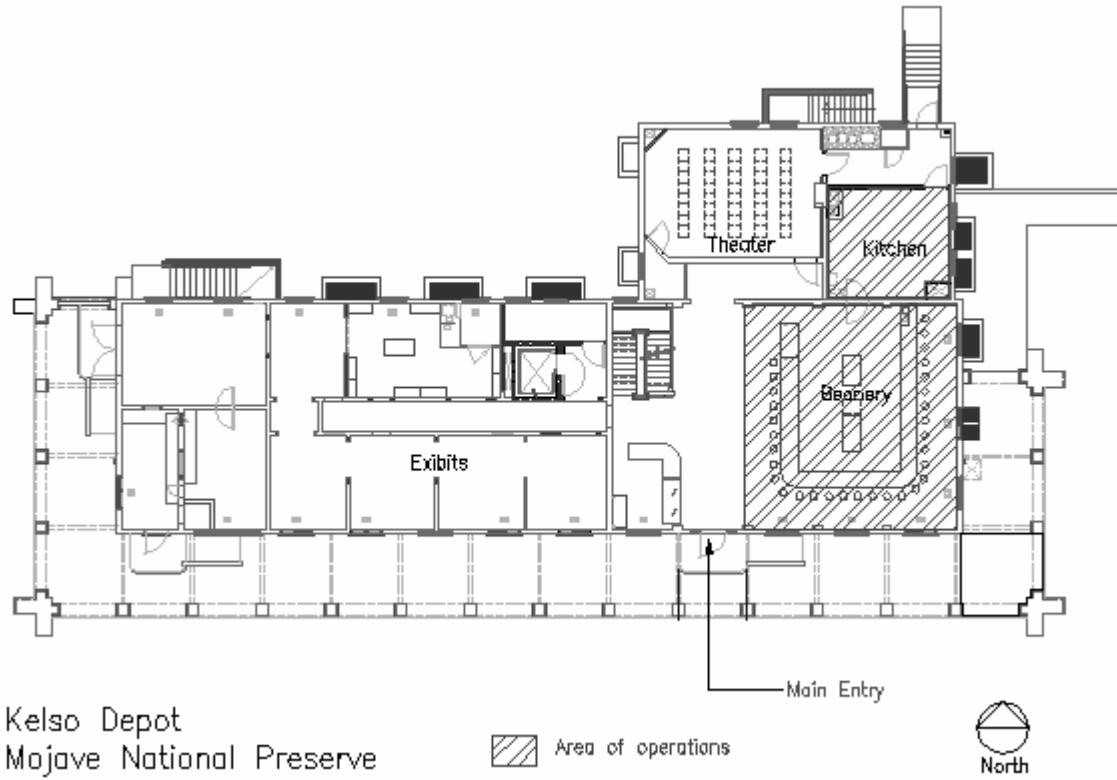 Theater
Kitchen
Beanery
Exibits
Main Entry
Kelso Depot
Mojave National Preserve
Area of operations
North